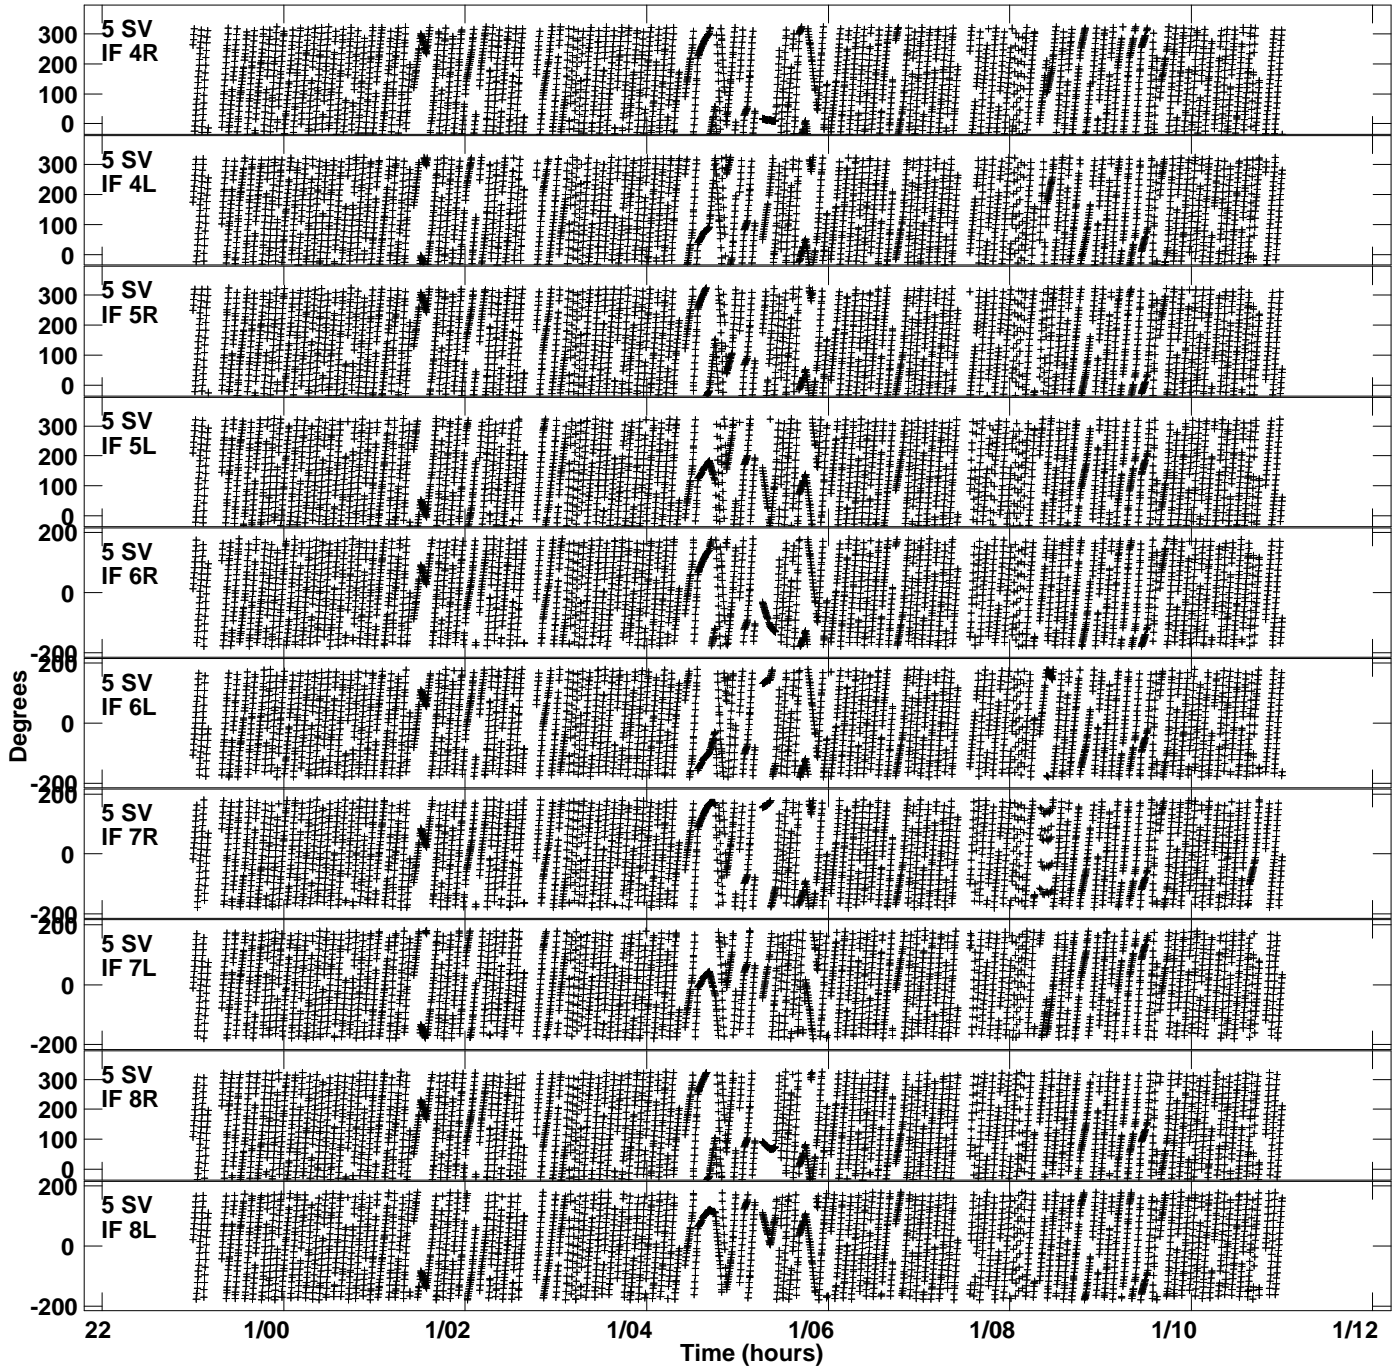 5 SV
IF 4R
300
200
100
0
5 SV
IF 4L
300
200
100
0
5 SV
IF 5R
300
200
100
0
5 SV
IF 5L
300
200
100
0
5 SV
IF 6R
200
0
-200
5 SV
IF 6L
200
0
-200
5 SV
IF 7R
200
0
-200
5 SV
IF 7L
200
0
-200
5 SV
IF 8R
300
200
100
0
5 SV
IF 8L
200
0
-200
Degrees
22 1/00 1/02 1/04 1/06 1/08 1/10 1/12
Time (hours)